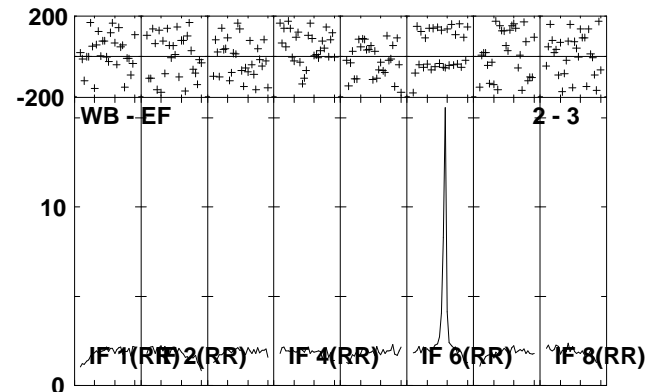 200
-200
WB - EF 2 - 3
10
IF 1(RR) IF 2(RR) IF 4(RR) IF 6(RR) IF 8(RR)
0